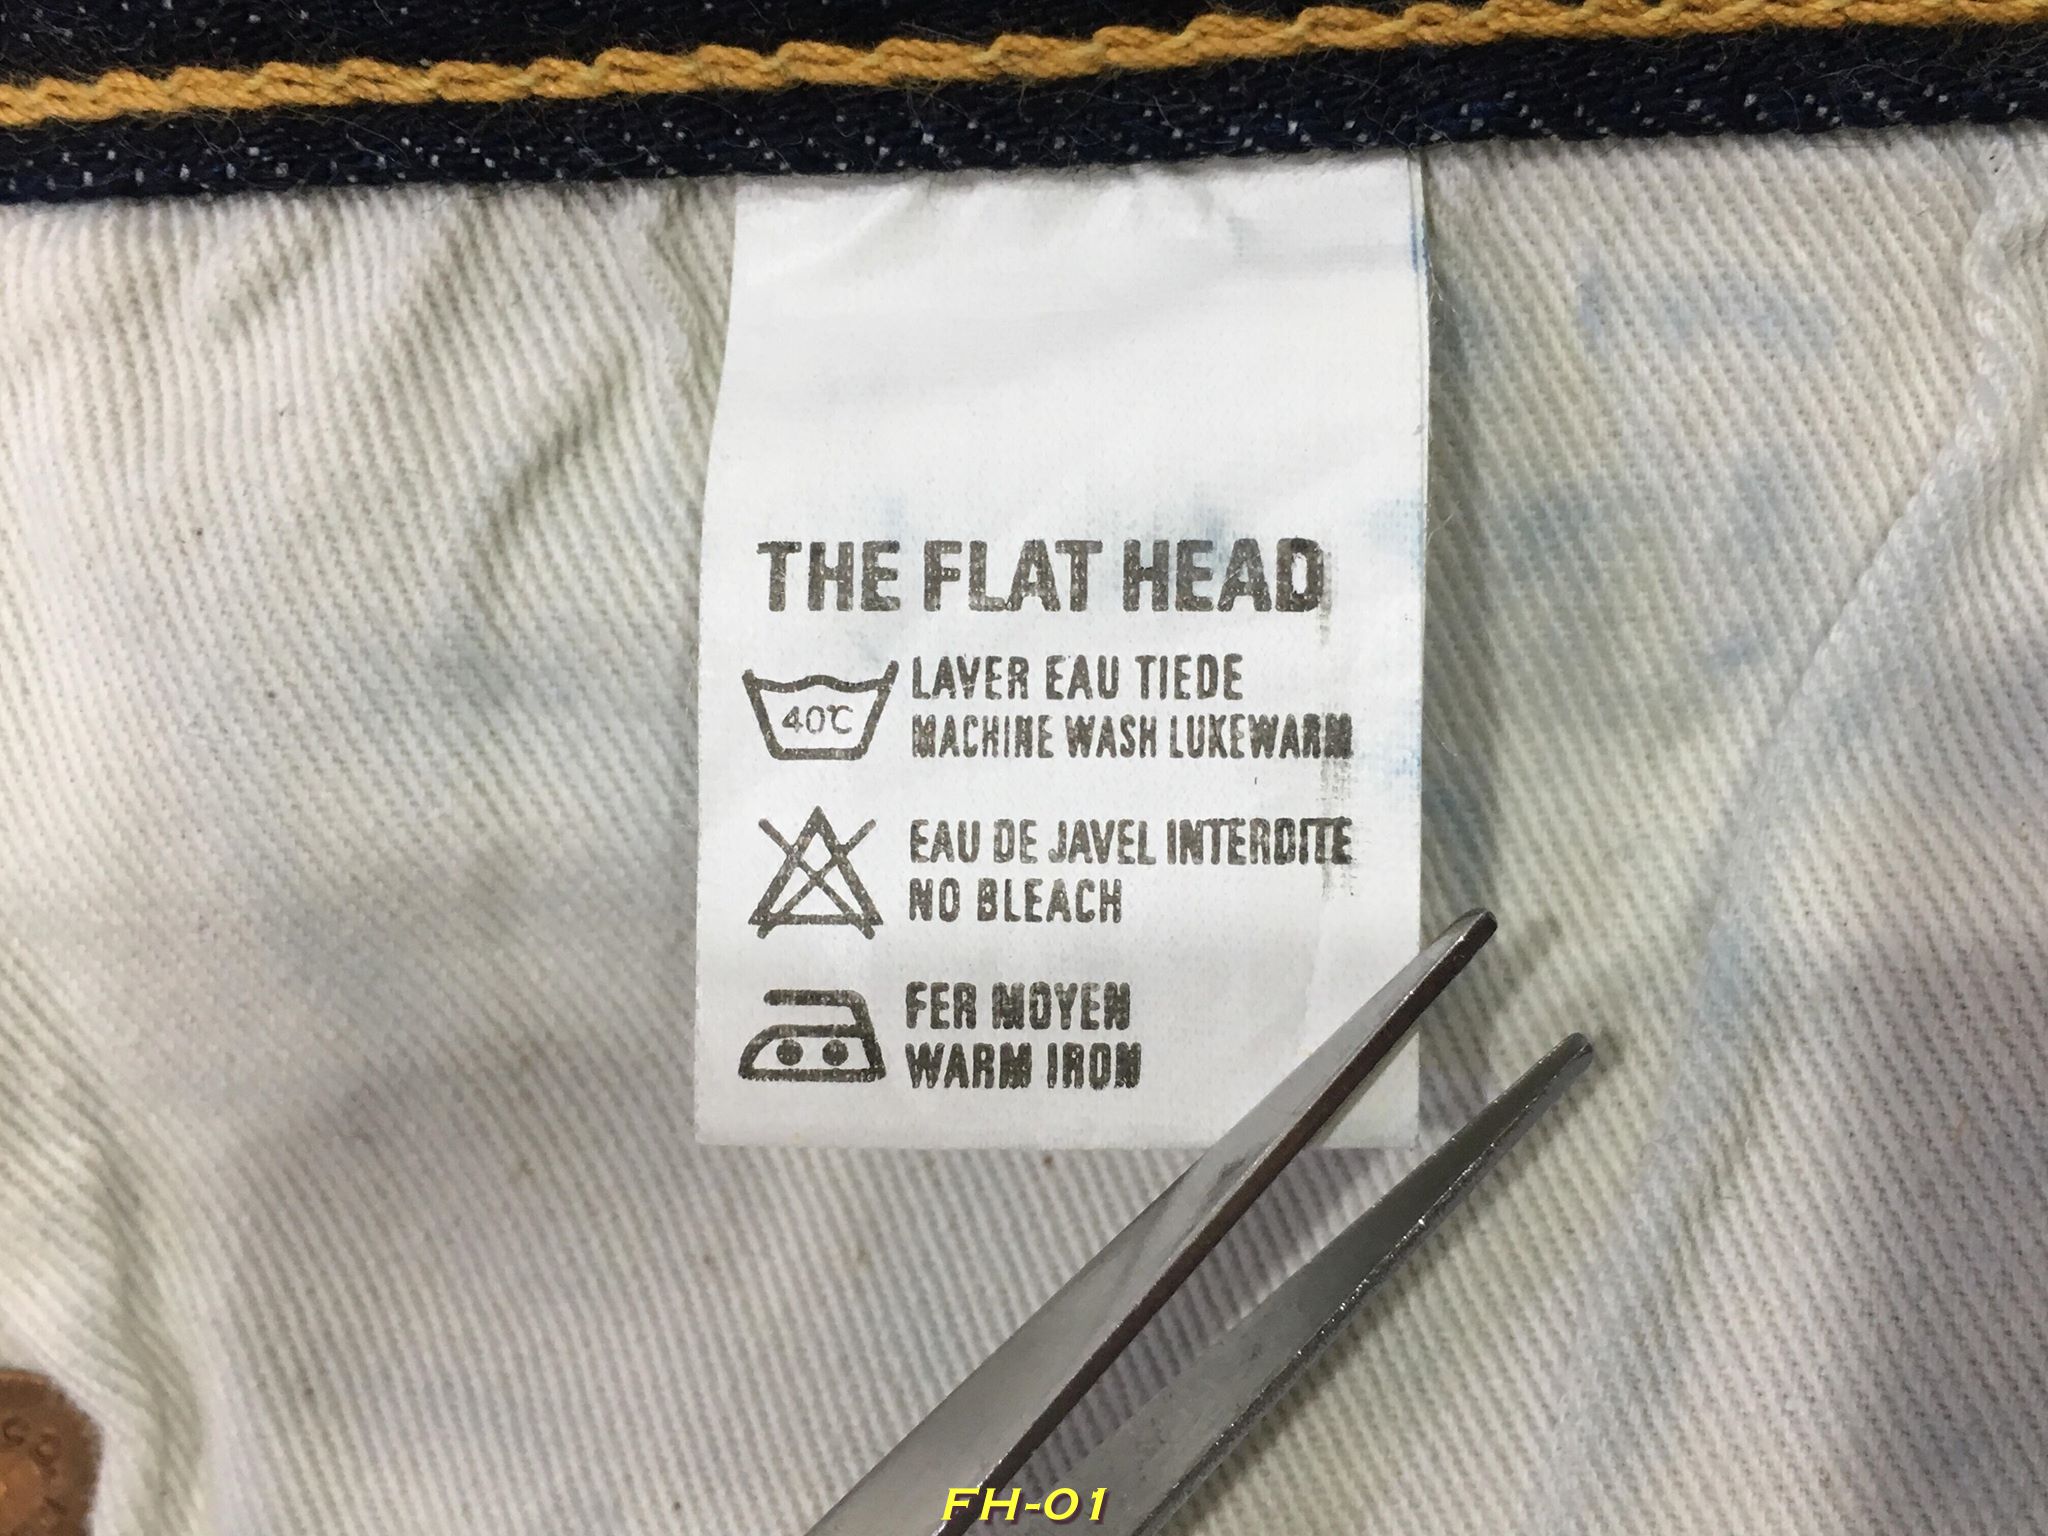 THE FLAT HEAD
40℃
LAVER EAU TIEDE
MACHINE WASH LUKEWARM
EAU DE JAVEL INTERDITE
NO BLEACH
FER MOYEN
WARM IRON
FH-01